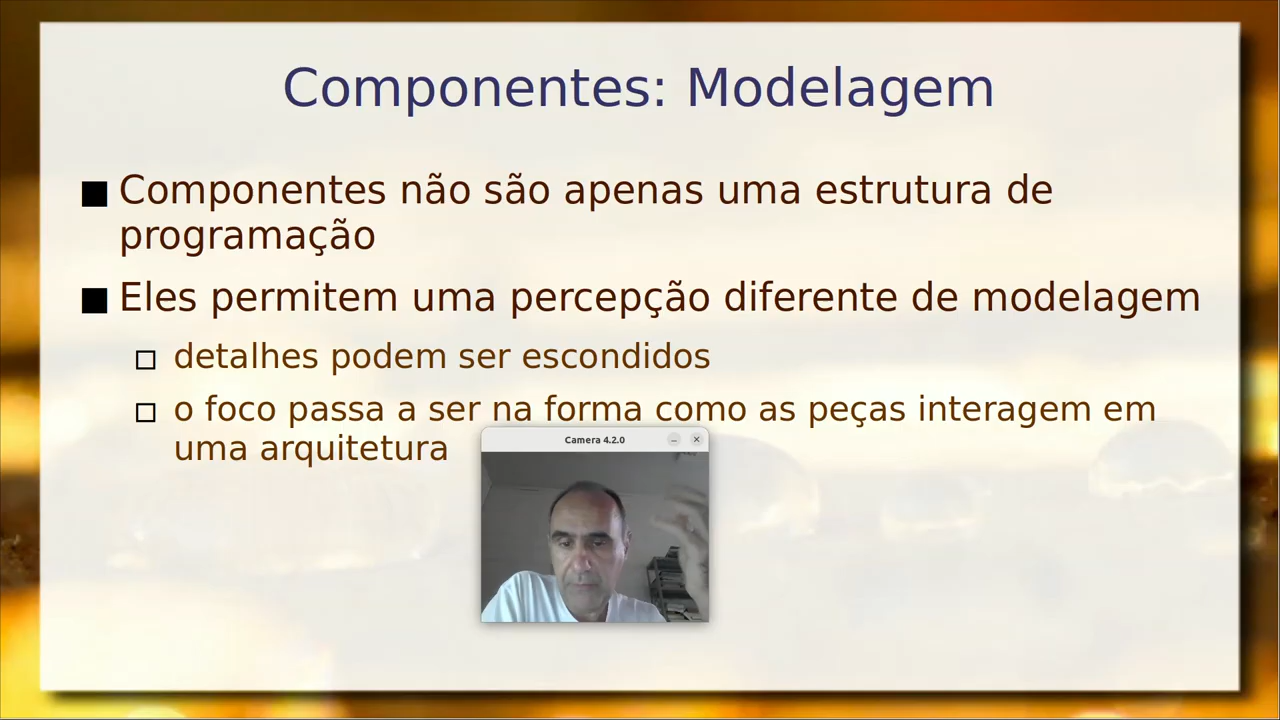 Componentes: Modelagem
Componentes não são apenas uma estrutura de
programação
Eles permitem uma percepção diferente de modelagem
detalhes podem ser escondidos
o foco passa a ser na forma como as peças interagem em
uma arquitetura
Camera 4.2.0